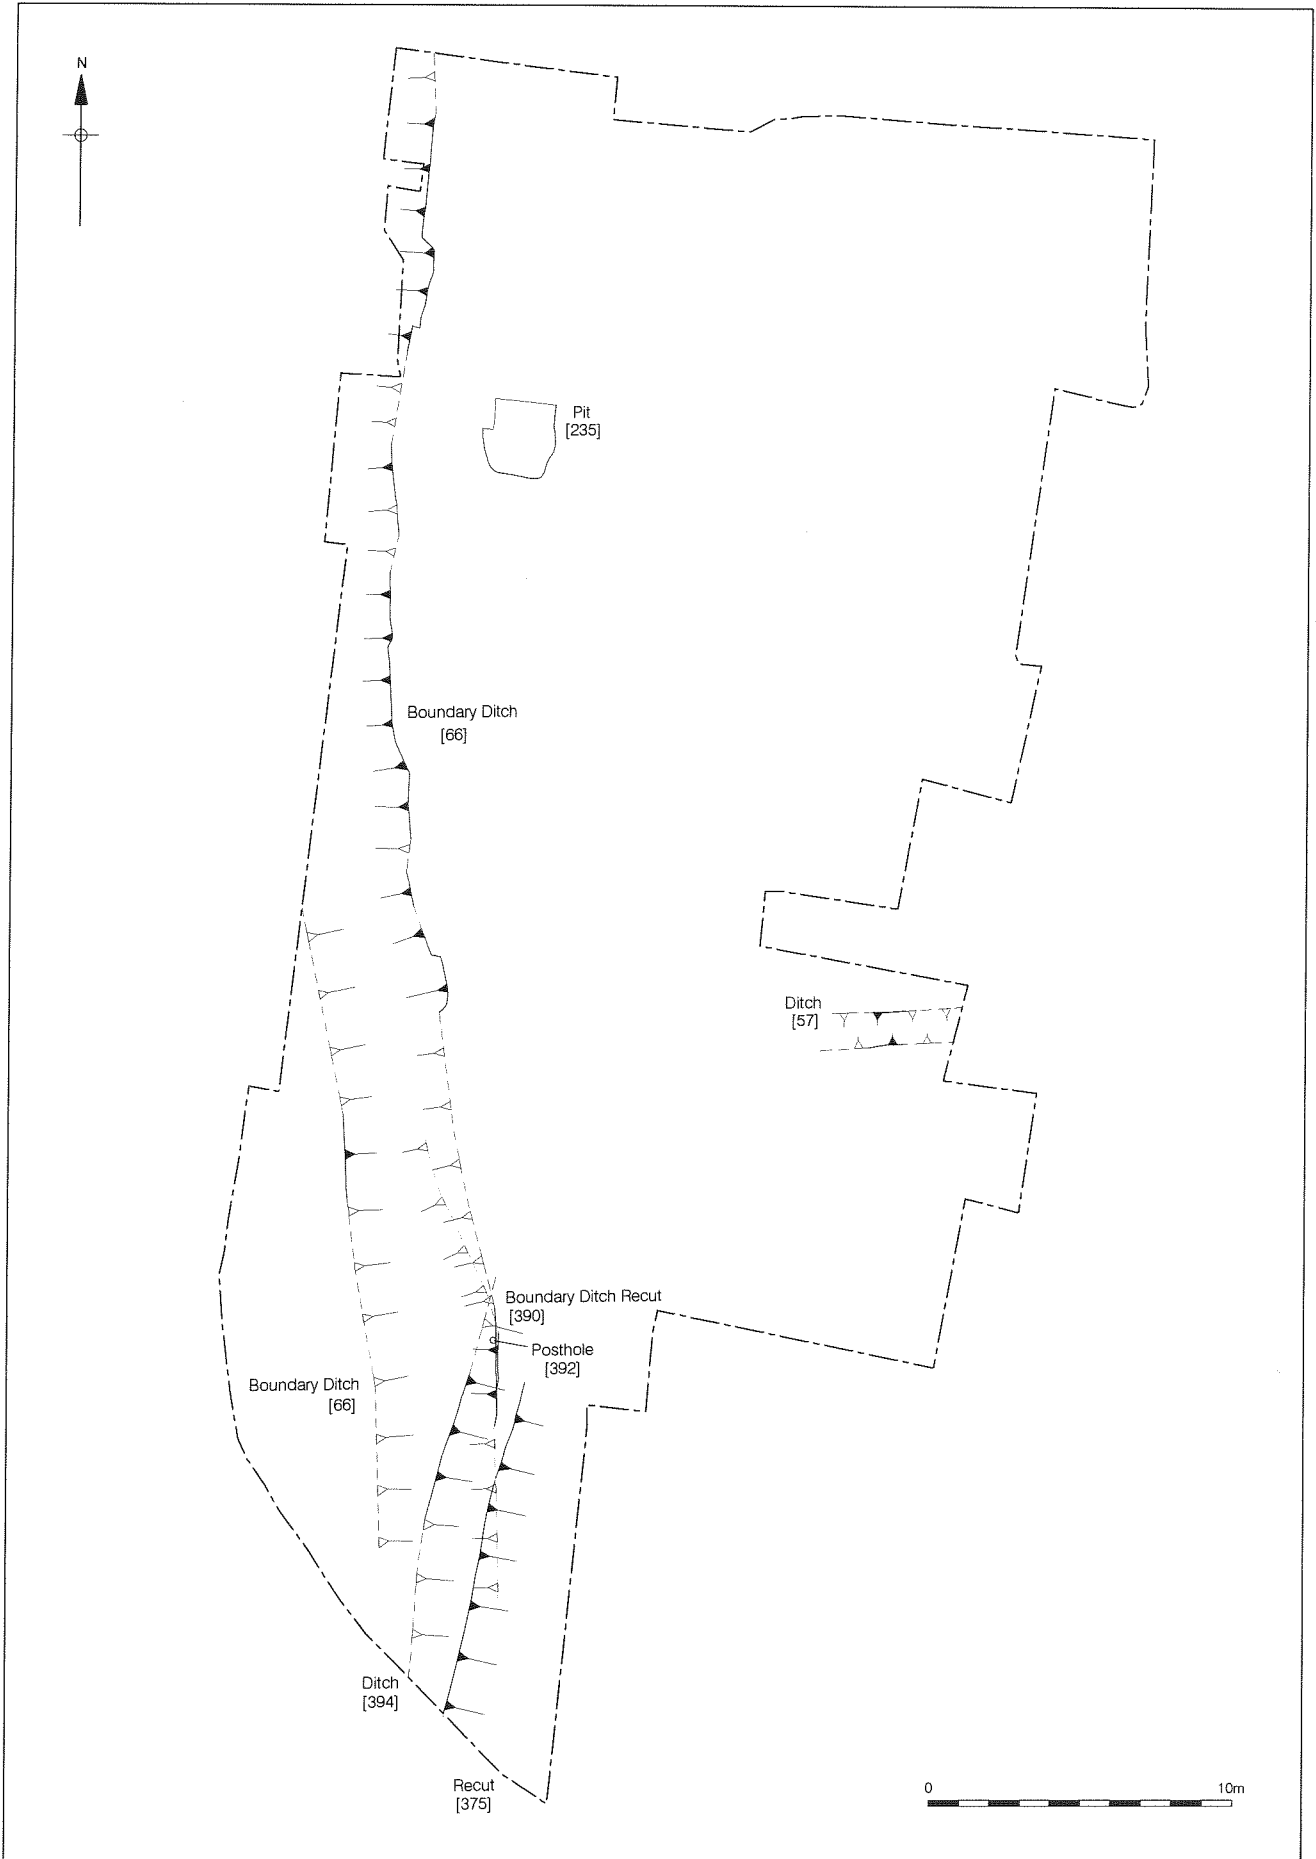 N
Pit
[235]
Boundary Ditch
[66]
Ditch
[57]
Boundary Ditch Recut
[390]
Posthole
[392]
Boundary Ditch
[66]
Ditch
[394]
Recut
[375]
0 10m